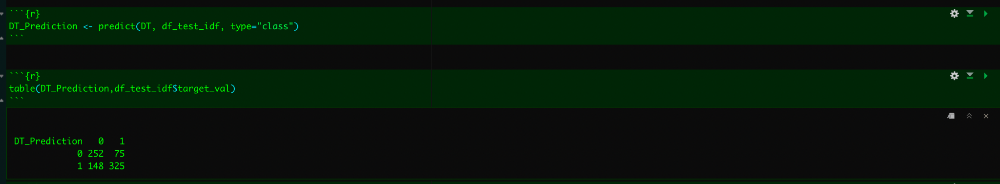 ```{r}
DT_Prediction <- predict(DT, df_test_idf, type="class")
```
```{r}
table(DT_Prediction,df_test_idf$target_val)
```
DT_Prediction   0   1
            0 252  75
            1 148 325